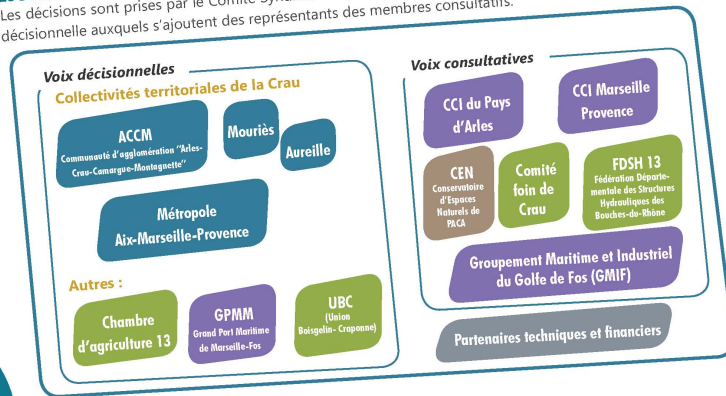 Les décisions sont prises par le Comité
décisionnelle auxquels s'ajoutent des représentants des membres consultatifs.
Voix décisionnelles
Collectivités territoriales de la Crau
ACCM
Communauté d'agglomération "Arles-
Crau-Camargue-Montagnette"
Mouriès
Aureille
Métropole
Aix-Marseille-Provence
Autres :
Chambre
d'agriculture 13
GPMM
Grand Port Maritime
de Marseille-Fos
UBC
(Union
Boisgelin- Craponne)
Voix consultatives
CCI du Pays
d'Arles
CCI Marseille
Provence
CEN
Conservatoire
d'Espaces
Naturels de
PACA
Comité
foin de
Crau
FDSH 13
Fédération Départe-
mentale des Structures
Hydrauliques des
Bouches-du-Rhône
Groupement Maritime et Industriel
du Golfe de Fos (GMIF)
Partenaires techniques et financiers